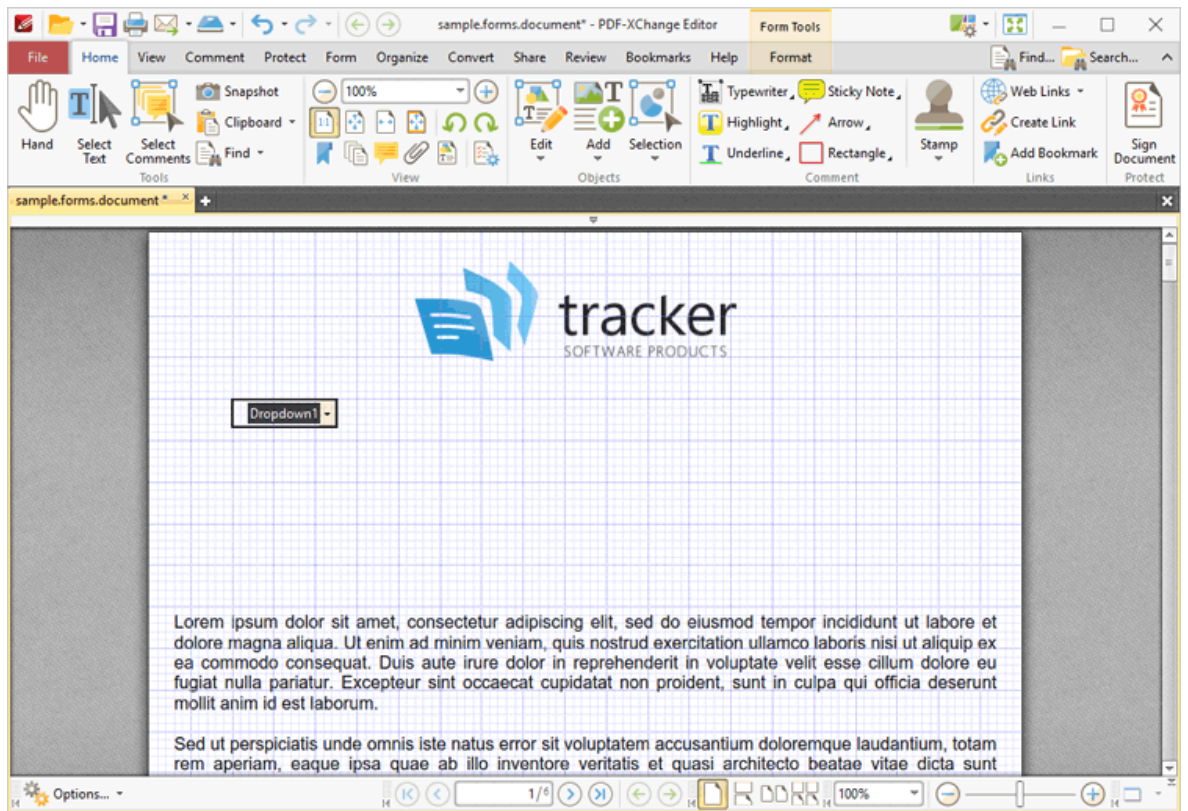 sample.forms.document* - PDF-XChange Editor
Form Tools
File Home View Comment Protect Form Organize Convert Share Review Bookmarks Help Format Find... Search...
Hand
Select Text
Select Comments
Snapshot
Clipboard
Find
Tools
100%
1:1
View
Edit
Add
Selection
Objects
Typewriter
Sticky Note
Highlight
Arrow
Underline
Rectangle
Stamp
Comment
Web Links
Create Link
Add Bookmark
Links
Sign Document
Protect
sample.forms.document *
tracker
SOFTWARE PRODUCTS
Dropdown1
Lorem ipsum dolor sit amet, consectetur adipiscing elit, sed do eiusmod tempor incididunt ut labore et
dolore magna aliqua. Ut enim ad minim veniam, quis nostrud exercitation ullamco laboris nisi ut aliquip ex
ea commodo consequat. Duis aute irure dolor in reprehenderit in voluptate velit esse cillum dolore eu
fugiat nulla pariatur. Excepteur sint occaecat cupidatat non proident, sunt in culpa qui officia deserunt
mollit anim id est laborum.
Sed ut perspiciatis unde omnis iste natus error sit voluptatem accusantium doloremque laudantium, totam
rem aperiam, eaque ipsa quae ab illo inventore veritatis et quasi architecto beatae vitae dicta sunt
Options...
1/6
100%